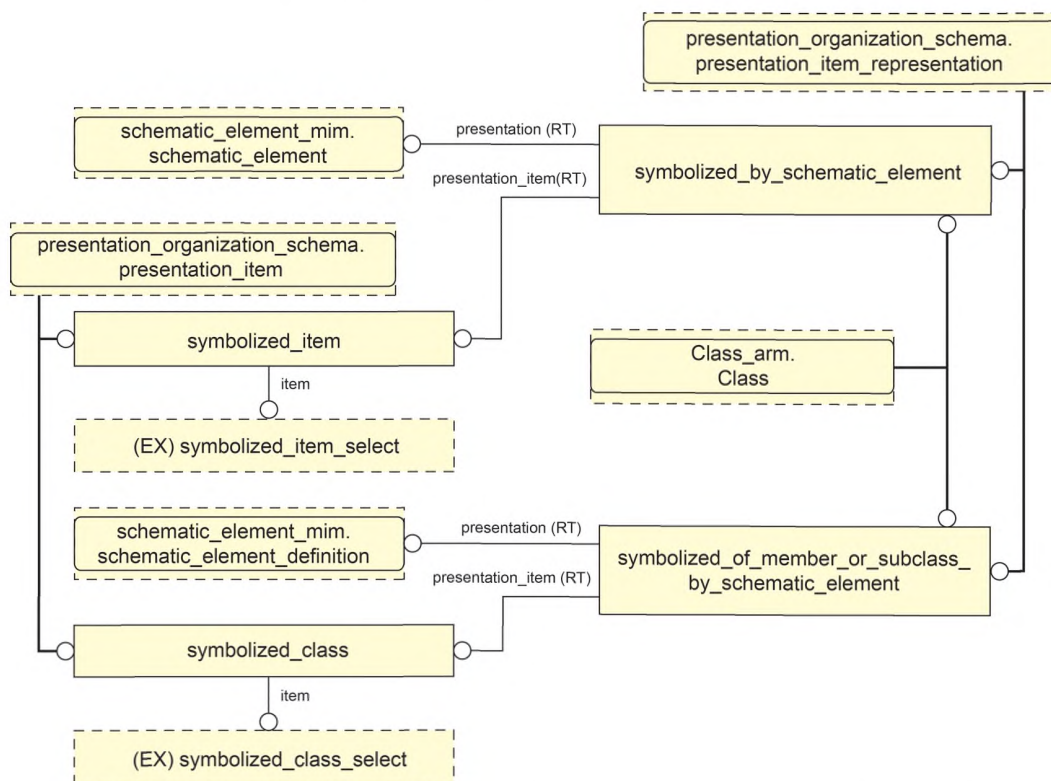 presentation_organization_schema.
presentation_item_representation
schematic_element_mim.
schematic_element
presentation (RT)
presentation_item(RT)
symbolized_by_schematic_element
presentation_organization_schema.
presentation_item
symbolized_item
item
(EX) symbolized_item_select
Class_arm.
Class
schematic_element_mim.
schematic_element_definition
presentation (RT)
presentation_item (RT)
symbolized_of_member_or_subclass_
by_schematic_element
symbolized_class
item
(EX) symbolized_class_select